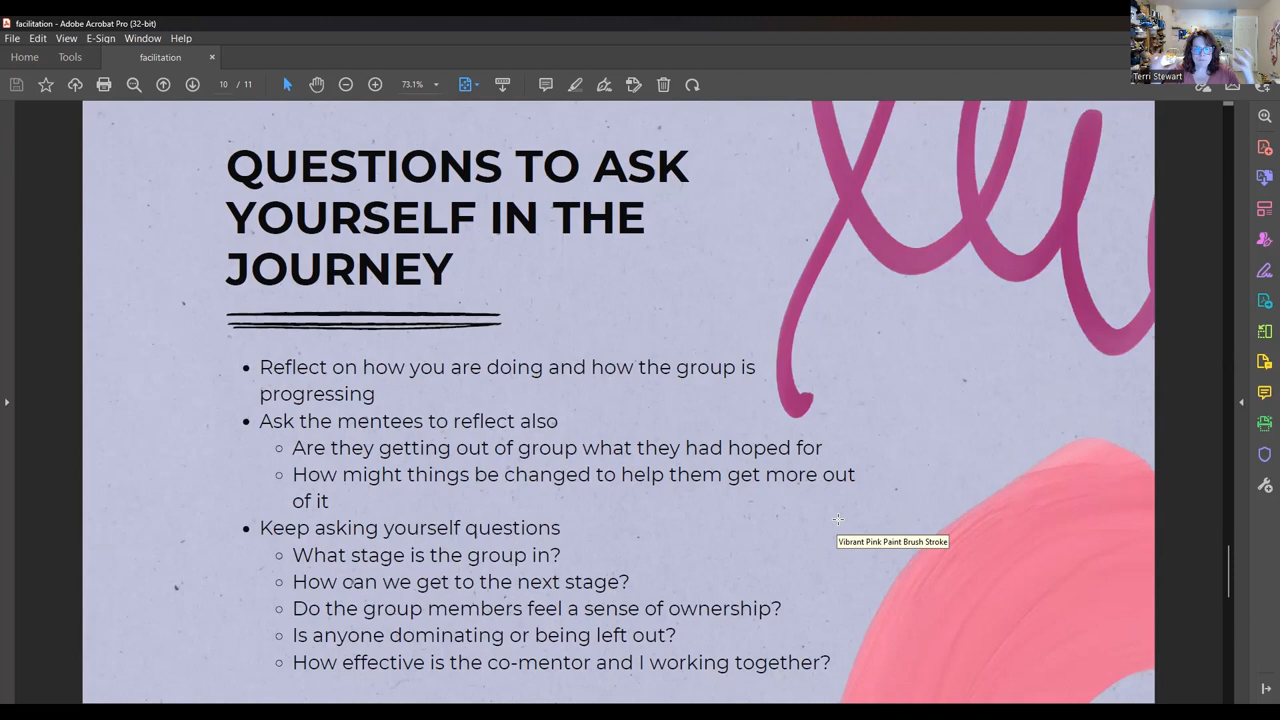 facilitation - Adobe Acrobat Pro (32-bit)
File Edit View E-Sign Window Help
Home Tools facilitation ×
10 / 11 73.1%
Terri Stewart
QUESTIONS TO ASK
YOURSELF IN THE
JOURNEY
• Reflect on how you are doing and how the group is
progressing
• Ask the mentees to reflect also
○ Are they getting out of group what they had hoped for
○ How might things be changed to help them get more out
of it
• Keep asking yourself questions
○ What stage is the group in?
○ How can we get to the next stage?
○ Do the group members feel a sense of ownership?
○ Is anyone dominating or being left out?
○ How effective is the co-mentor and I working together?
Vibrant Pink Paint Brush Stroke